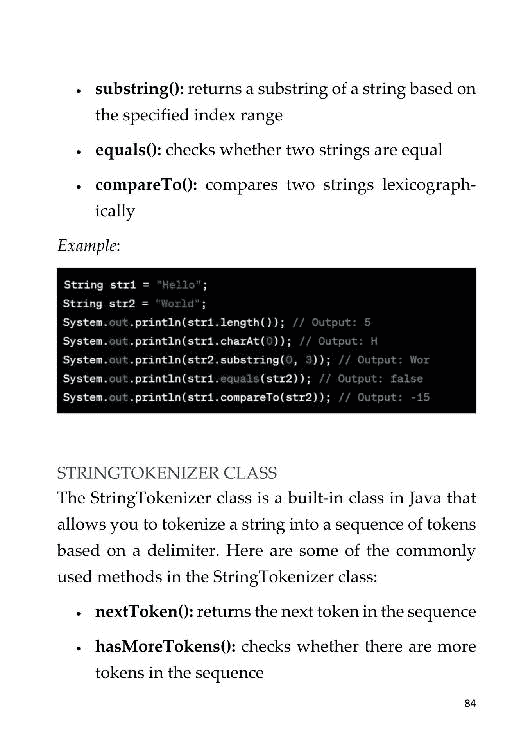 • substring(): returns a substring of a string based on
the specified index range
• equals(): checks whether two strings are equal
• compareTo(): compares two strings lexicograph-
ically
Example:
String str1 = "Hello";
String str2 = "World";
System.out.println(str1.length()); // Output: 5
System.out.println(str1.charAt(0)); // Output: H
System.out.println(str2.substring(0, 3)); // Output: Wor
System.out.println(str1.equals(str2)); // Output: false
System.out.println(str1.compareTo(str2)); // Output: -15
STRINGTOKENIZER CLASS
The StringTokenizer class is a built-in class in Java that
allows you to tokenize a string into a sequence of tokens
based on a delimiter. Here are some of the commonly
used methods in the StringTokenizer class:
• nextToken(): returns the next token in the sequence
• hasMoreTokens(): checks whether there are more
tokens in the sequence
84